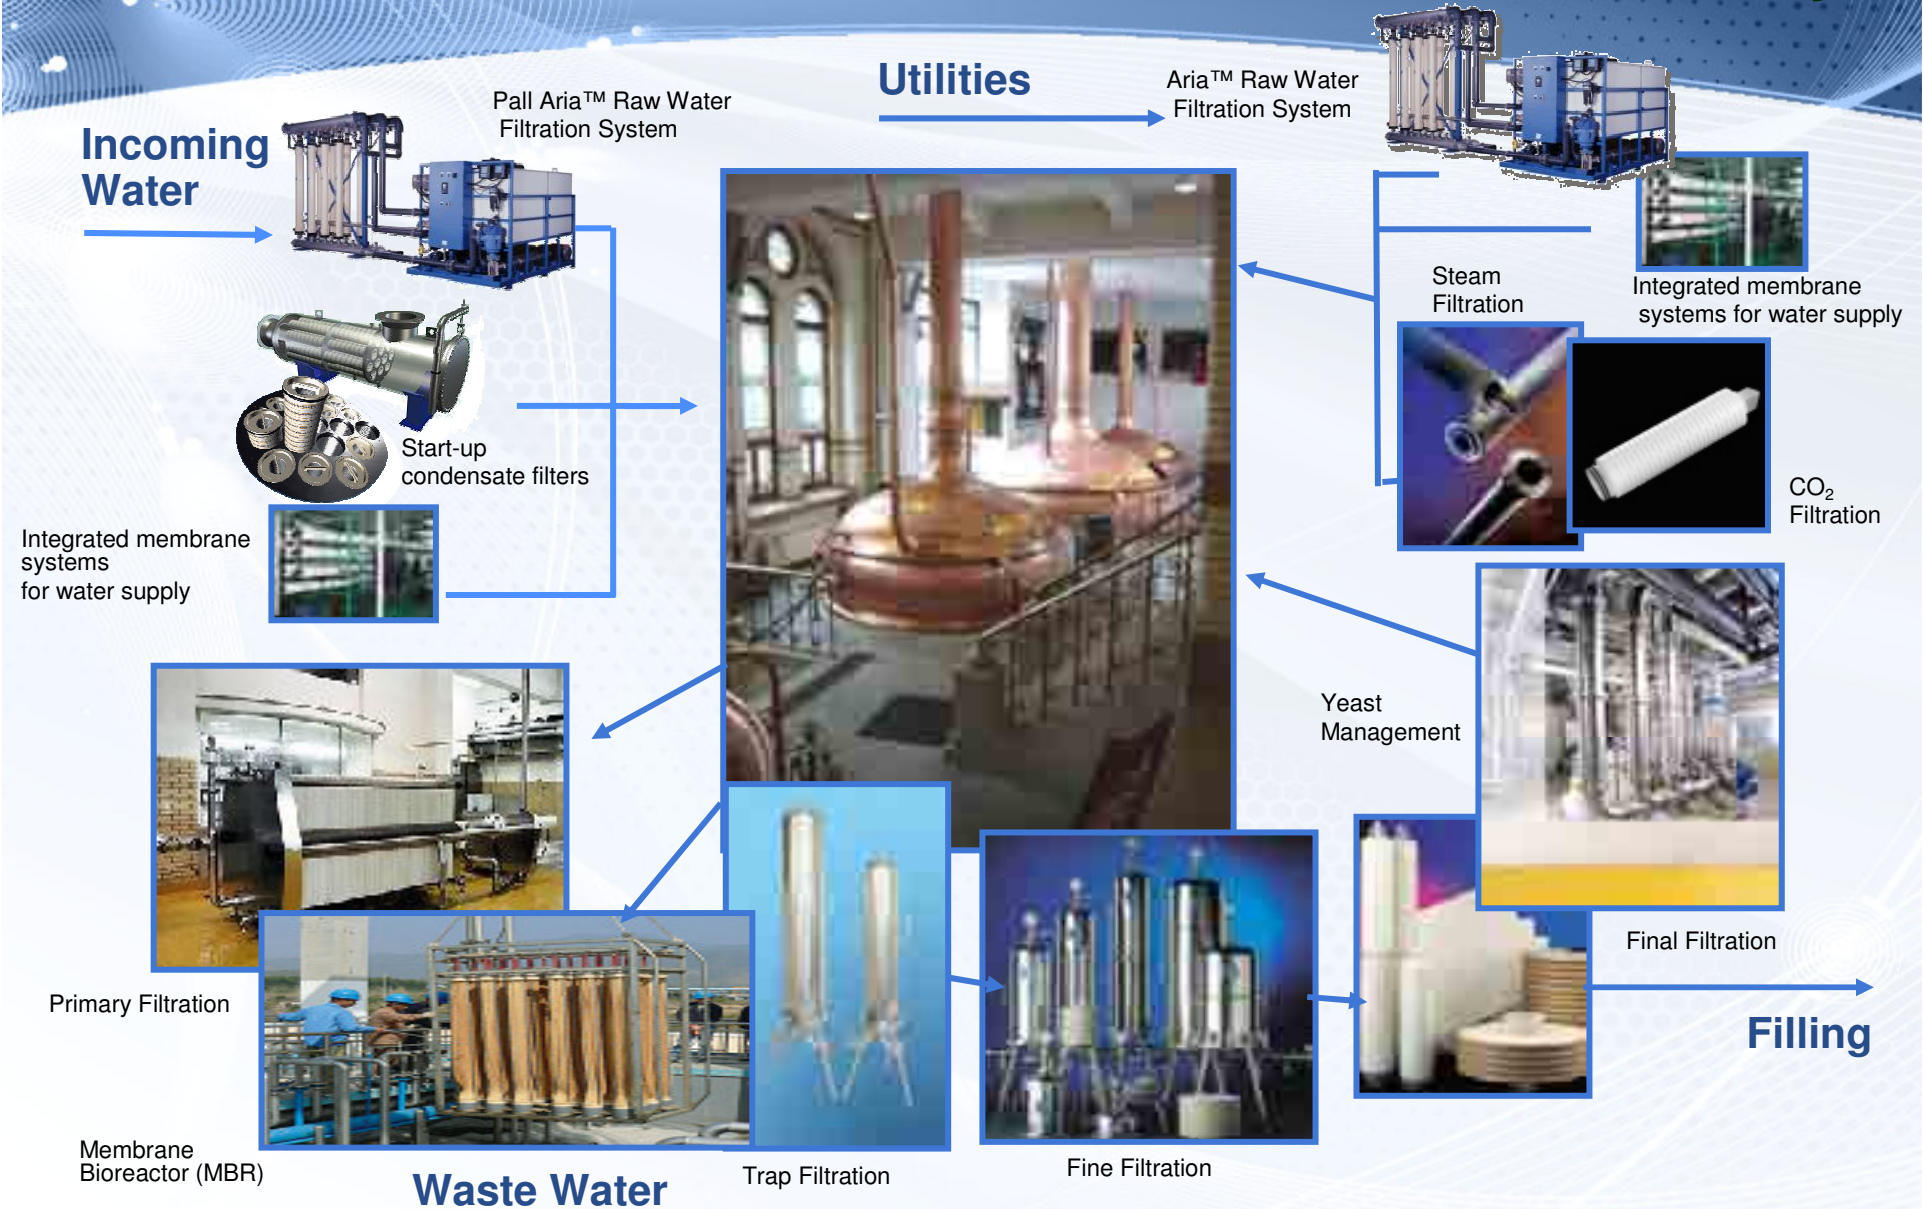 Utilities
Pall Aria™ Raw Water
Filtration System
Aria™ Raw Water
Filtration System
Incoming
Water
Steam
Filtration
Integrated membrane
systems for water supply
Start-up
condensate filters
CO₂
Filtration
Integrated membrane
systems
for water supply
Yeast
Management
Final Filtration
Primary Filtration
Filling
Membrane
Bioreactor (MBR)
Waste Water
Trap Filtration
Fine Filtration